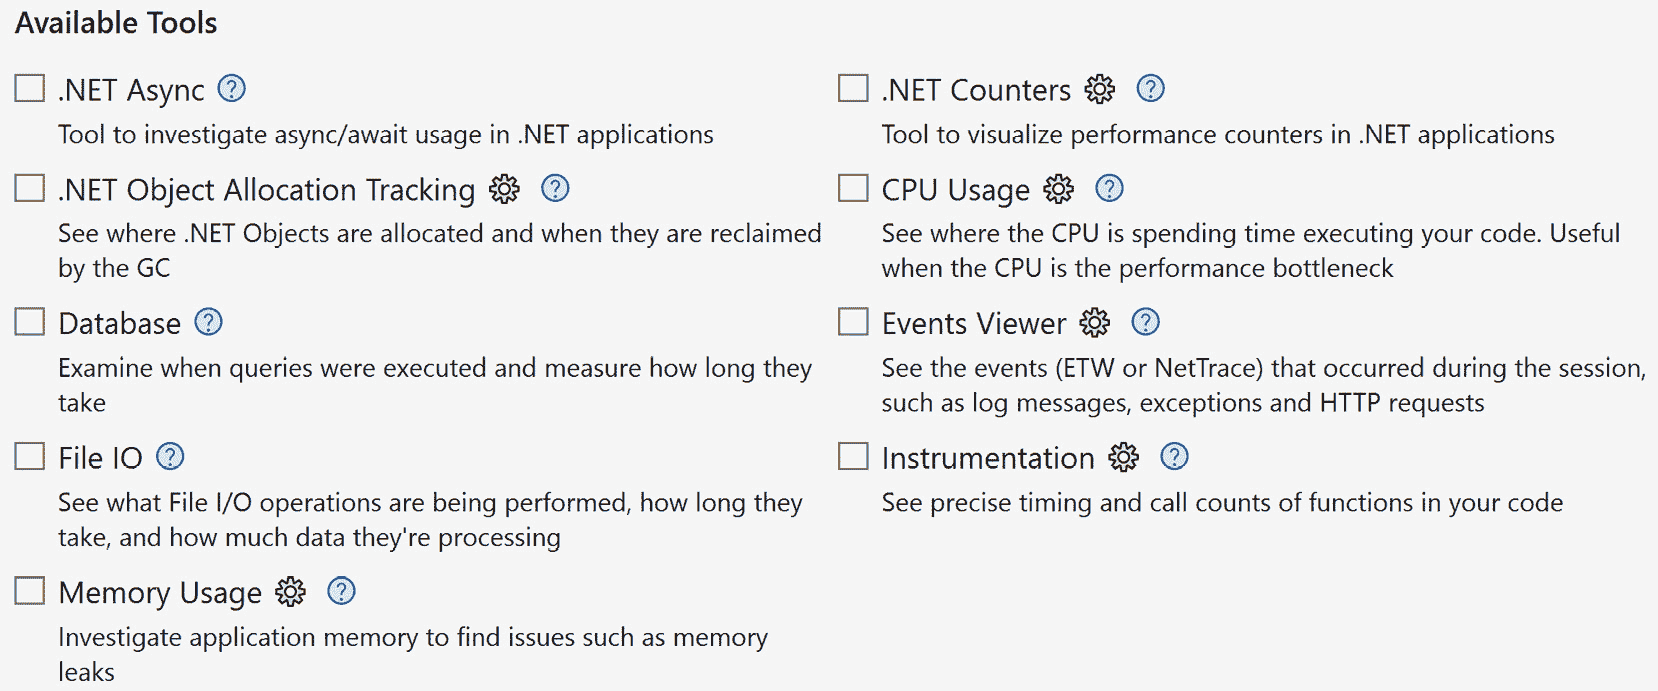 Available Tools
.NET Async
Tool to investigate async/await usage in .NET applications
.NET Object Allocation Tracking
See where .NET Objects are allocated and when they are reclaimed
by the GC
Database
Examine when queries were executed and measure how long they
take
File IO
See what File I/O operations are being performed, how long they
take, and how much data they're processing
Memory Usage
Investigate application memory to find issues such as memory
leaks
.NET Counters
Tool to visualize performance counters in .NET applications
CPU Usage
See where the CPU is spending time executing your code. Useful
when the CPU is the performance bottleneck
Events Viewer
See the events (ETW or NetTrace) that occurred during the session,
such as log messages, exceptions and HTTP requests
Instrumentation
See precise timing and call counts of functions in your code